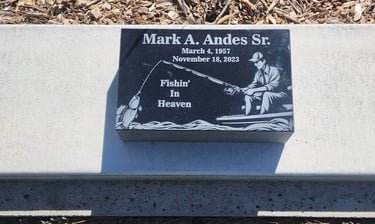 Mark A. Andes Sr.
March 4, 1957
November 18, 2023
Fishin'
In
Heaven